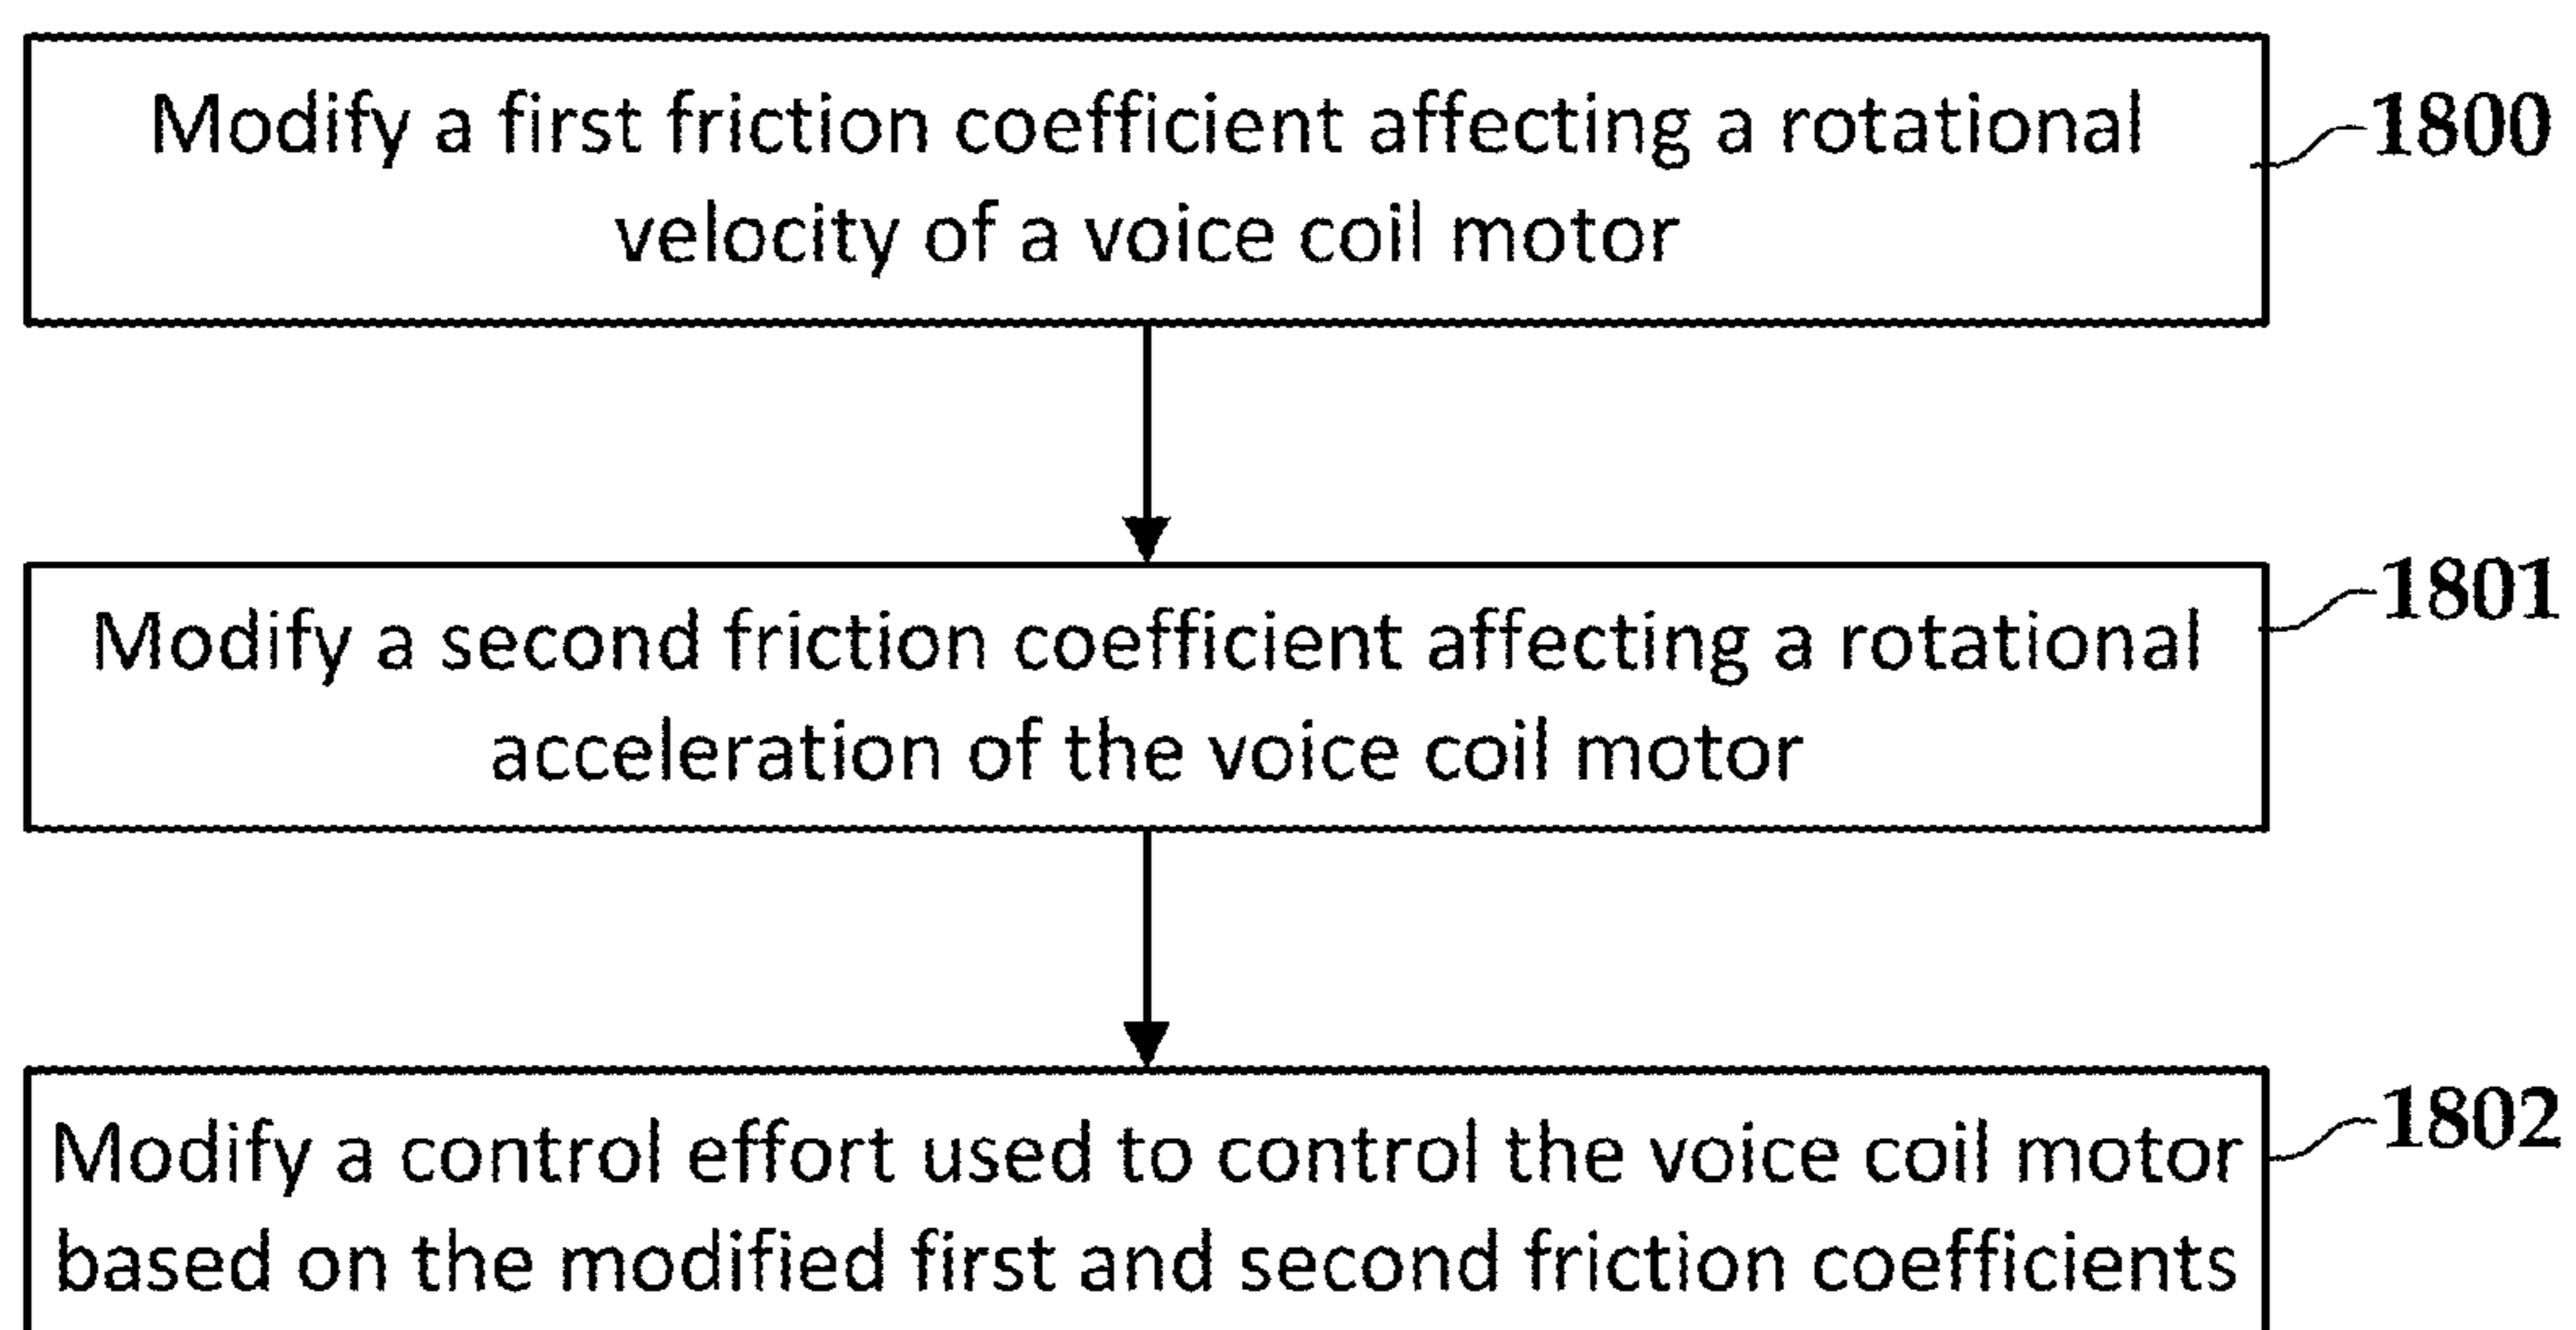 Modify a first friction coefficient affecting a rotational
velocity of a voice coil motor
1800
Modify a second friction coefficient affecting a rotational
acceleration of the voice coil motor
1801
Modify a control effort used to control the voice coil motor
based on the modified first and second friction coefficients
1802